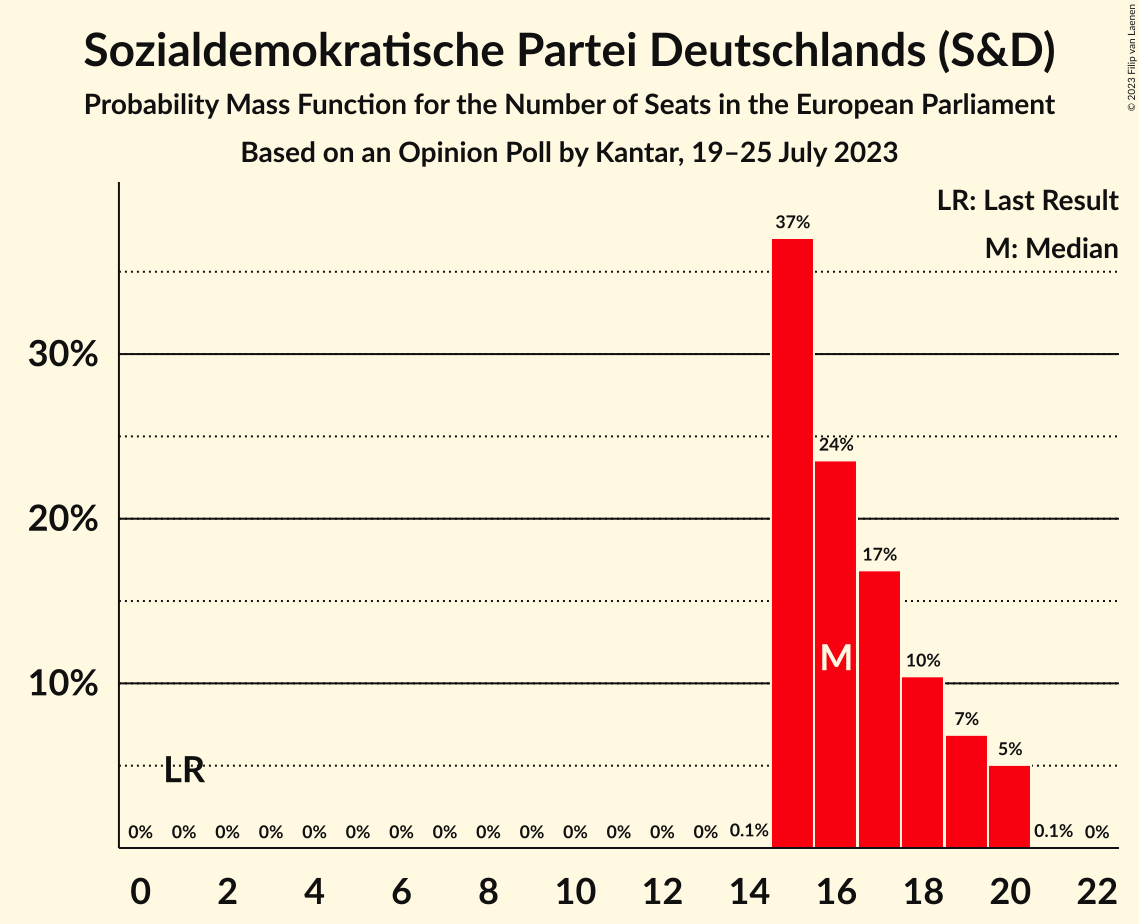 Sozialdemokratische Partei Deutschlands (S&D)
Probability Mass Function for the Number of Seats in the European Parliament
Based on an Opinion Poll by Kantar, 19–25 July 2023
© 2023 Filip van Laenen
LR: Last Result
M: Median
37%
30%
24%
20%
17%
M
10%
10%
7%
5%
LR
0% 0% 0% 0% 0% 0% 0% 0% 0% 0% 0% 0% 0% 0% 0.1% 0.1% 0%
0 2 4 6 8 10 12 14 16 18 20 22